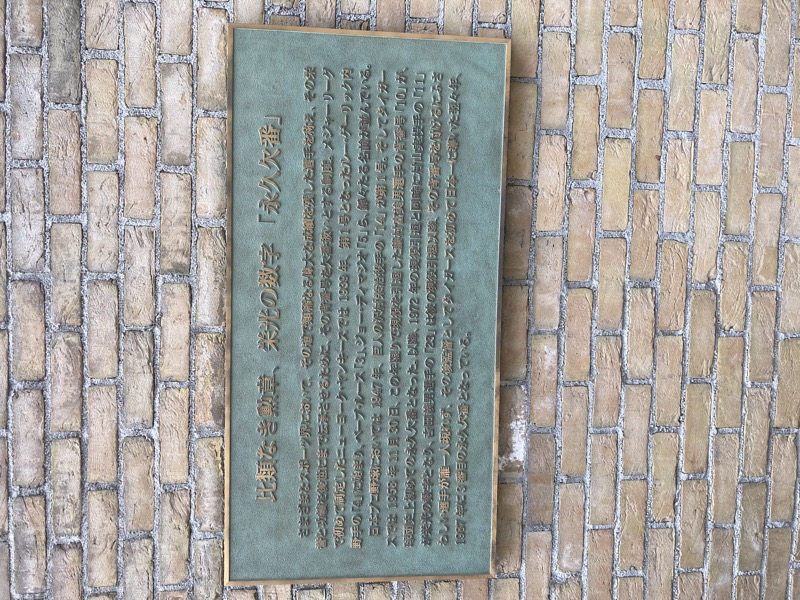 比類なき勲章、栄光の数字 「永久欠番」
さまざまなスポーツ界において、その道で類稀なる偉大な成績を残した選手を称え、その栄
誉と功績を後世にまで伝承させるために、その背番号を欠番扱いとする制度。メジャーリーグ
で初めて制定したニューヨーク・ヤンキースでは 1939 年、第1号となったルー・ゲーリック内
野手の「4」に始まり、ベーブ・ルース「3」、ジョー・ディマジオ「5」ら、錚々たる名前が並んでいる。
日本プロ野球においては 1947 年、巨人の沢村栄治投手の「14」が第1号。そしてタイガー
スでは 1958 年 11 月 30 日、この年限りで現役を引退した藤村富美男選手の背番号「10」が、
球団史上初めての永久欠番となった。以降、1972 年の現役引退と同時に村山実投手の「11」
が栄光の数字となり、吉田義男選手の「23」は彼の現役引退以降、その背番号を付けるにふさ
わしい選手が誰一人現れず、その後監督としてタイガースを初めて日本一に導いた翌々年、
1987 年に3番目の永久欠番となっている。